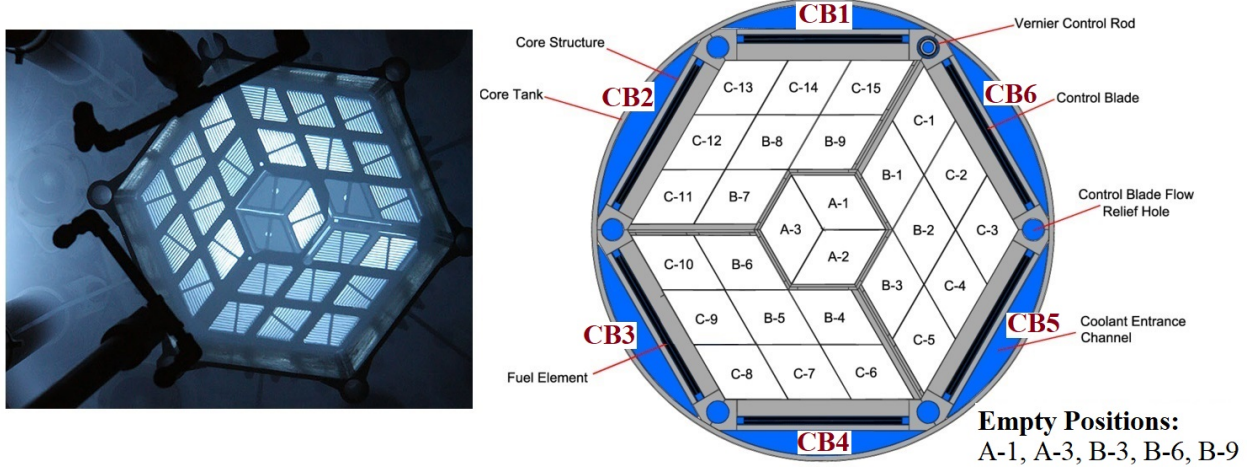 CB1
Vernier Control Rod
Core Structure
Core Tank
CB2
CB6
Control Blade
C-13 C-14 C-15
C-1
C-12 B-8 B-9
B-1 C-2
C-11 B-7
A-1
Control Blade Flow
Relief Hole
A-3
B-2 C-3
A-2
C-10 B-6
B-3 C-4
C-9 B-5 B-4
CB3
CB5
Coolant Entrance
Channel
C-5
Fuel Element
C-8 C-7 C-6
CB4
Empty Positions:
A-1, A-3, B-3, B-6, B-9